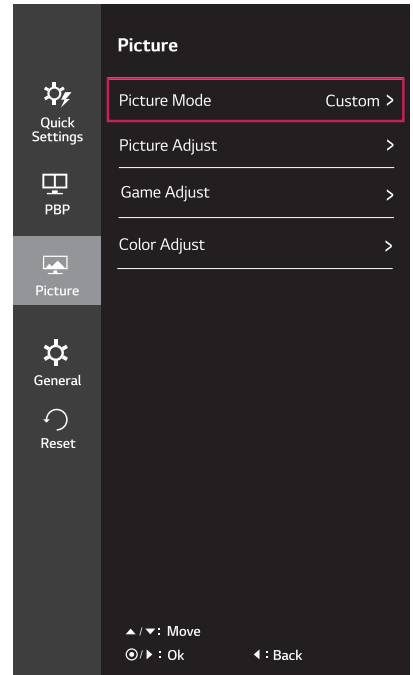 Picture
Quick
Settings
PBP
Picture
General
Reset
Picture Mode Custom >
Picture Adjust >
Game Adjust >
Color Adjust >
▲/▼: Move
◉/▶ : Ok ◀ : Back